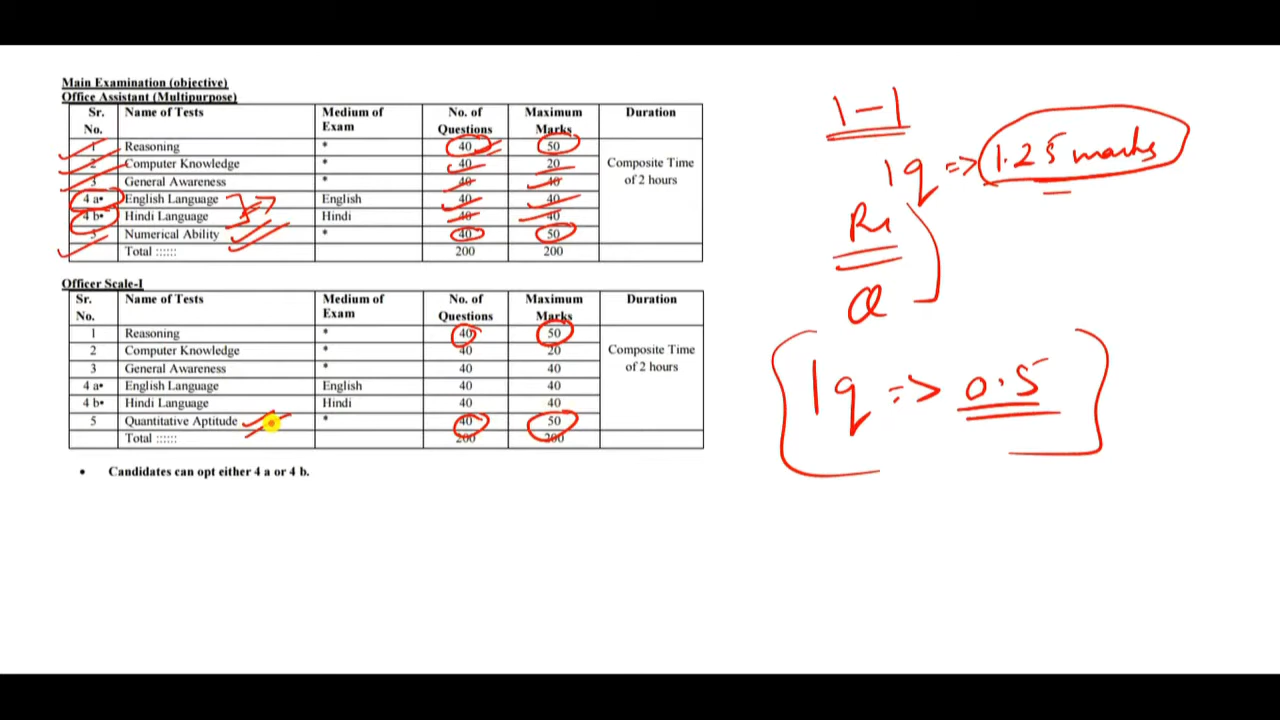 Main Examination (objective)
Office Assistant (Multipurpose)
Sr. No. Name of Tests Medium of Exam No. of Questions Maximum Marks Duration
1 Reasoning * 40 50 Composite Time of 2 hours
2 Computer Knowledge * 40 20
3 General Awareness * 40 40
4 a• English Language English 40 40
4 b• Hindi Language Hindi 40 40
5 Numerical Ability * 40 50
Total :::::: 200 200
Officer Scale-I
Sr. No. Name of Tests Medium of Exam No. of Questions Maximum Marks Duration
1 Reasoning * 40 50 Composite Time of 2 hours
2 Computer Knowledge * 40 20
3 General Awareness * 40 40
4 a• English Language English 40 40
4 b• Hindi Language Hindi 40 40
5 Quantitative Aptitude * 40 50
Total :::::: 200 200
• Candidates can opt either 4 a or 4 b.
1-1
1q => 1.25 marks
Q
1q => 0.5